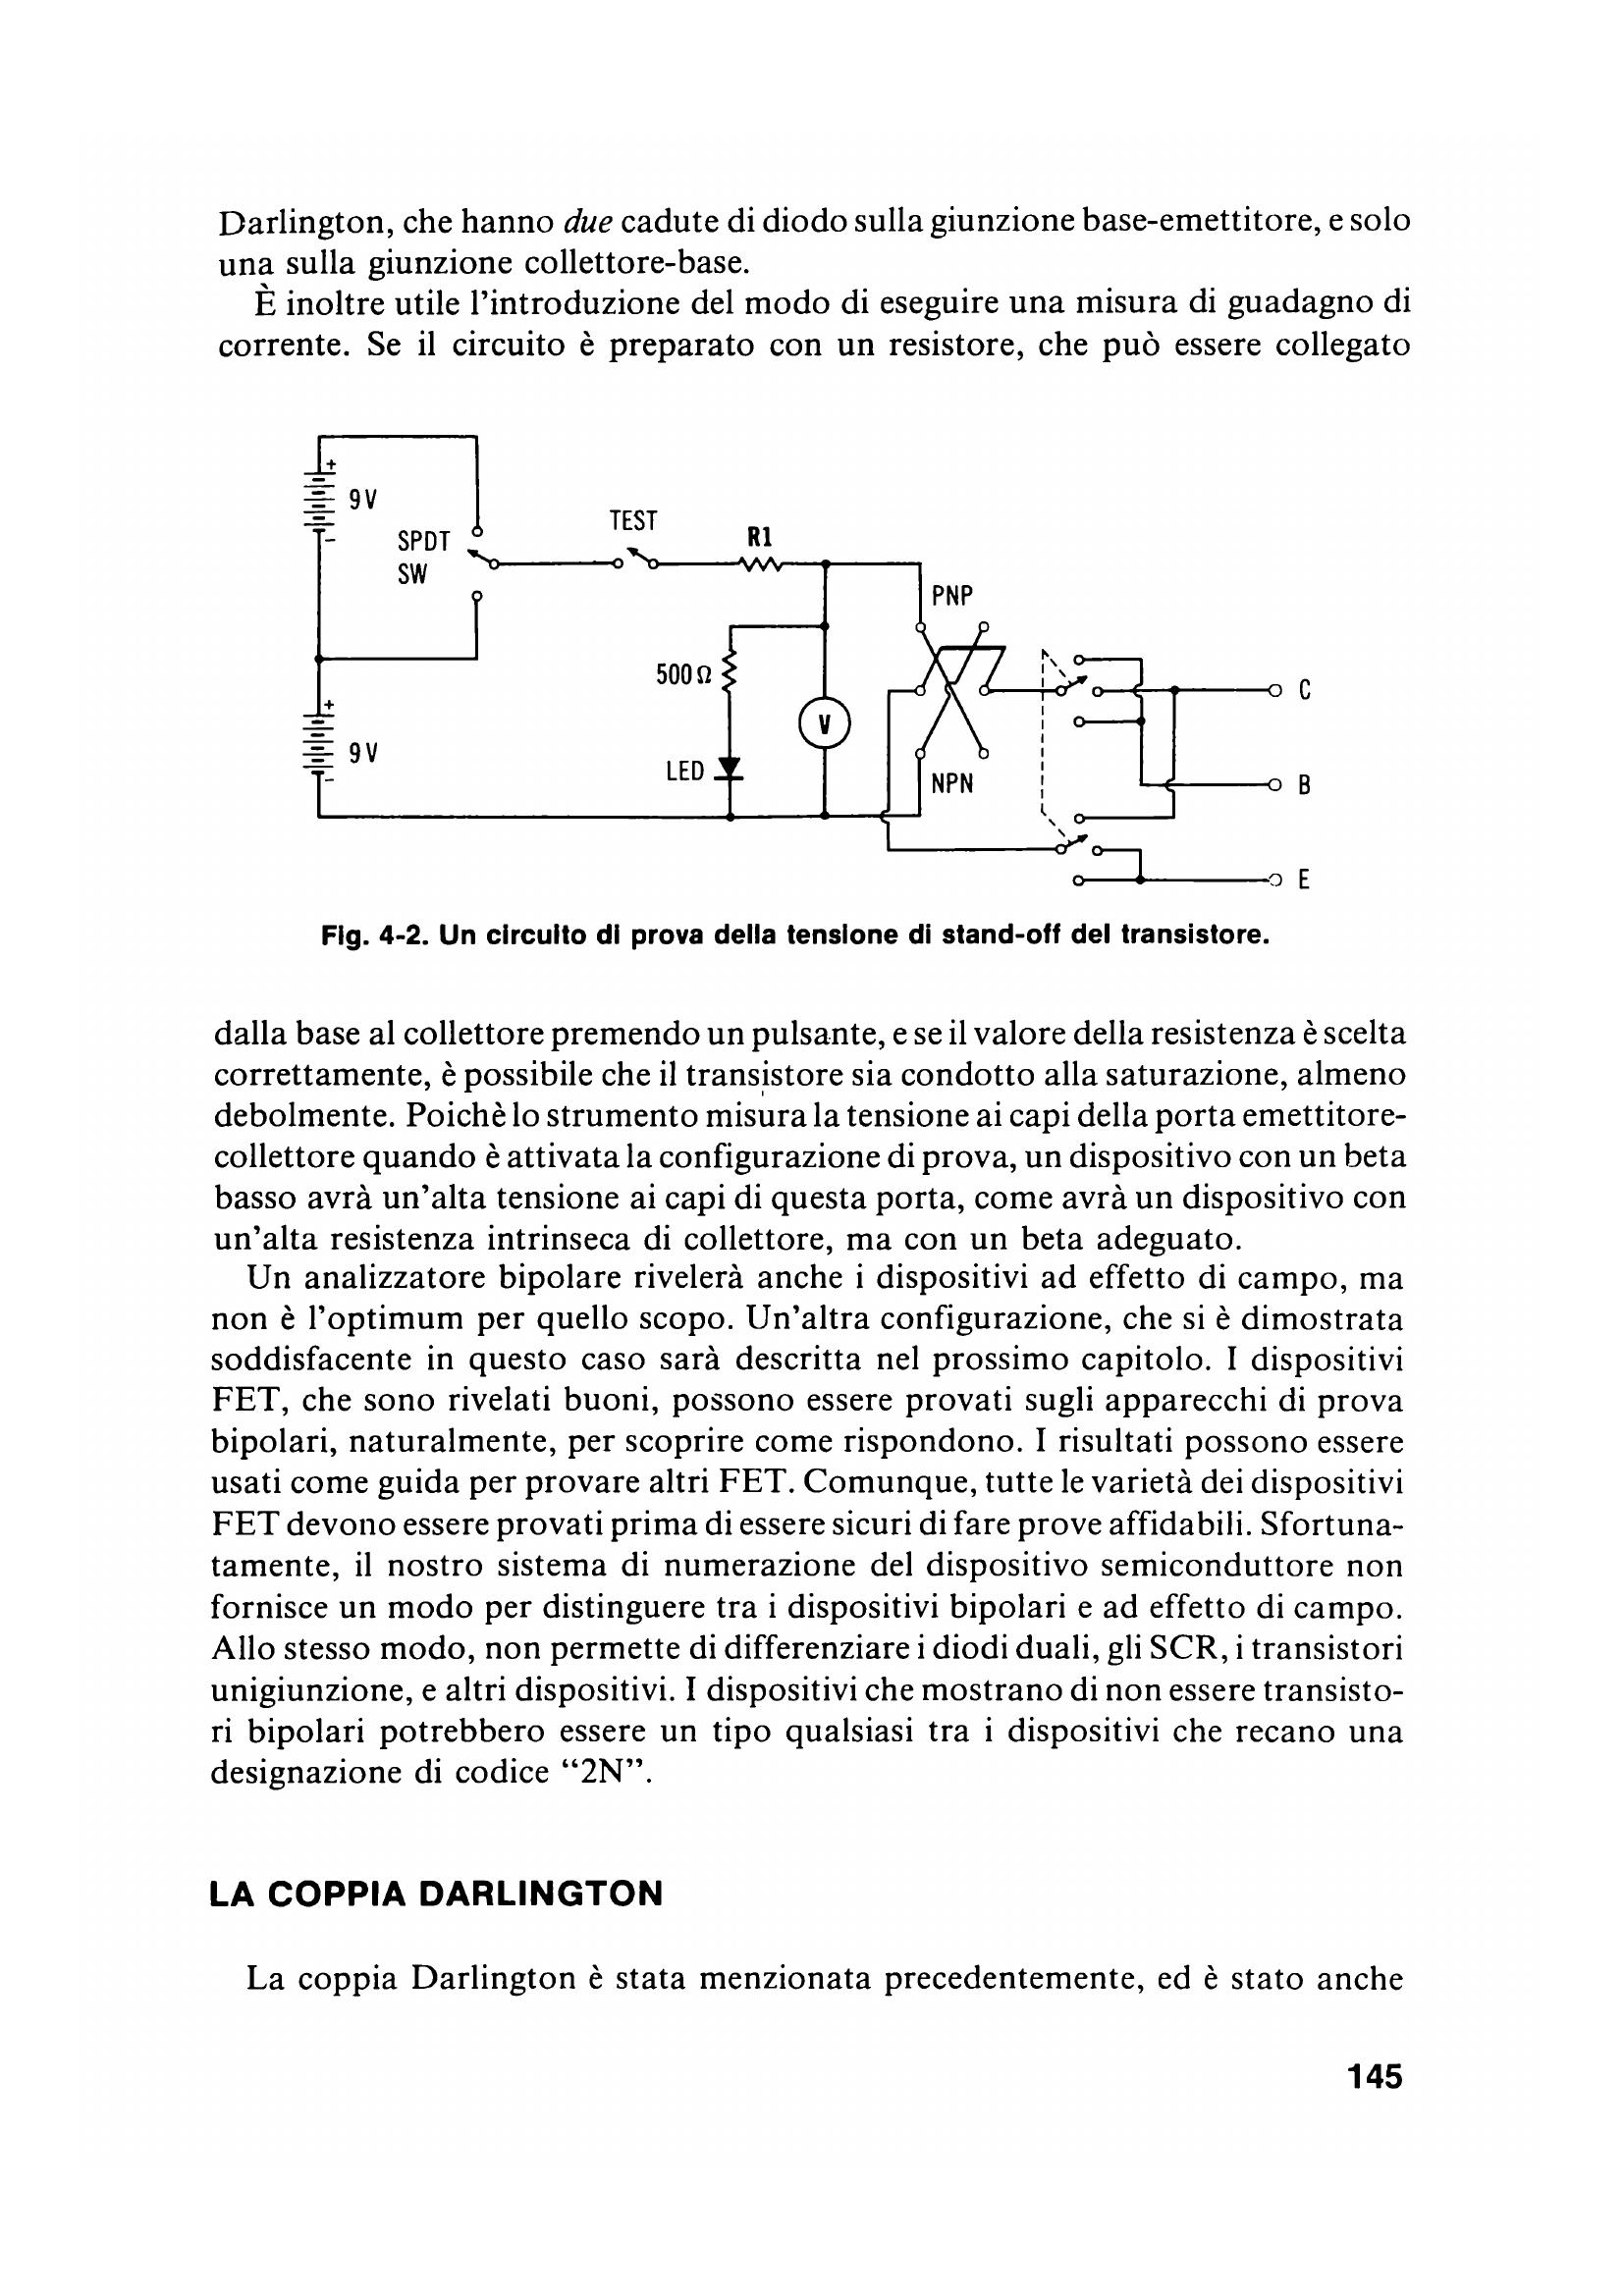 Darlington, che hanno due cadute di diodo sulla giunzione base-emettitore, e solo
una sulla giunzione collettore-base.
È inoltre utile l'introduzione del modo di eseguire una misura di guadagno di
corrente. Se il circuito è preparato con un resistore, che può essere collegato
+
9V
-
SPDT
SW
TEST
R1
PNP
500 Ω
V
LED
NPN
+
9V
-
C
B
E
Fig. 4-2. Un circuito di prova della tensione di stand-off del transistore.
dalla base al collettore premendo un pulsante, e se il valore della resistenza è scelta
correttamente, è possibile che il transistore sia condotto alla saturazione, almeno
debolmente. Poichè lo strumento misura la tensione ai capi della porta emettitore-
collettore quando è attivata la configurazione di prova, un dispositivo con un beta
basso avrà un'alta tensione ai capi di questa porta, come avrà un dispositivo con
un'alta resistenza intrinseca di collettore, ma con un beta adeguato.
Un analizzatore bipolare rivelerà anche i dispositivi ad effetto di campo, ma
non è l'optimum per quello scopo. Un'altra configurazione, che si è dimostrata
soddisfacente in questo caso sarà descritta nel prossimo capitolo. I dispositivi
FET, che sono rivelati buoni, possono essere provati sugli apparecchi di prova
bipolari, naturalmente, per scoprire come rispondono. I risultati possono essere
usati come guida per provare altri FET. Comunque, tutte le varietà dei dispositivi
FET devono essere provati prima di essere sicuri di fare prove affidabili. Sfortuna-
tamente, il nostro sistema di numerazione del dispositivo semiconduttore non
fornisce un modo per distinguere tra i dispositivi bipolari e ad effetto di campo.
Allo stesso modo, non permette di differenziare i diodi duali, gli SCR, i transistori
unigiunzione, e altri dispositivi. I dispositivi che mostrano di non essere transisto-
ri bipolari potrebbero essere un tipo qualsiasi tra i dispositivi che recano una
designazione di codice “2N”.
LA COPPIA DARLINGTON
La coppia Darlington è stata menzionata precedentemente, ed è stato anche
145